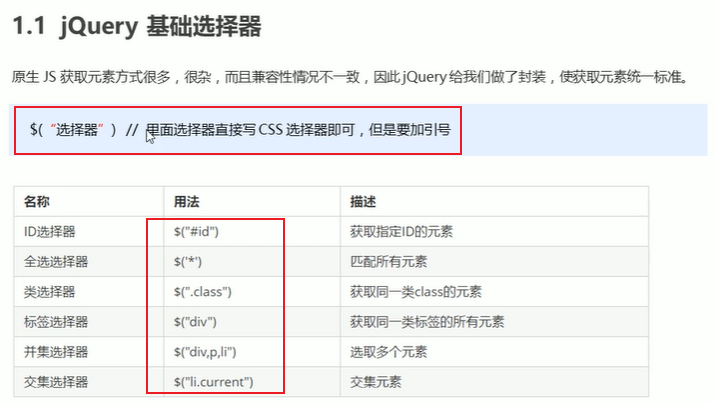 1.1 jQuery 基础选择器
原生 JS 获取元素方式很多，很杂，而且兼容性情况不一致，因此 jQuery 给我们做了封装，使获取元素统一标准。
$(“选择器”) // 里面选择器直接写 CSS 选择器即可，但是要加引号
名称 用法 描述
ID选择器 $("#id") 获取指定ID的元素
全选选择器 $('*') 匹配所有元素
类选择器 $(".class") 获取同一类class的元素
标签选择器 $("div") 获取同一类标签的所有元素
并集选择器 $("div,p,li") 选取多个元素
交集选择器 $("li.current") 交集元素